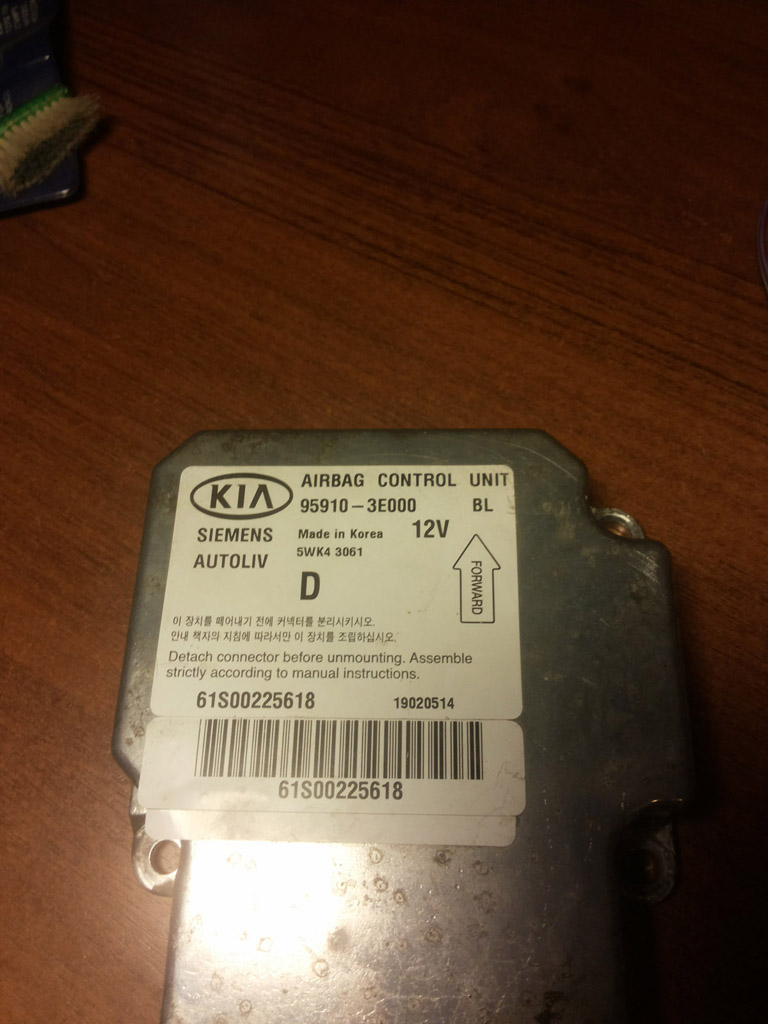 KIA
AIRBAG CONTROL UNIT
95910-3E000 BL
SIEMENS
AUTOLIV
Made in Korea 12V
5WK4 3061
D
FORWARD
이 장치를 떼어내기 전에 커넥터를 분리시키시오.
안내 책자의 지침에 따라서만 이 장치를 조립하십시오.
Detach connector before unmounting. Assemble
strictly according to manual instructions.
61S00225618 19020514
61S00225618